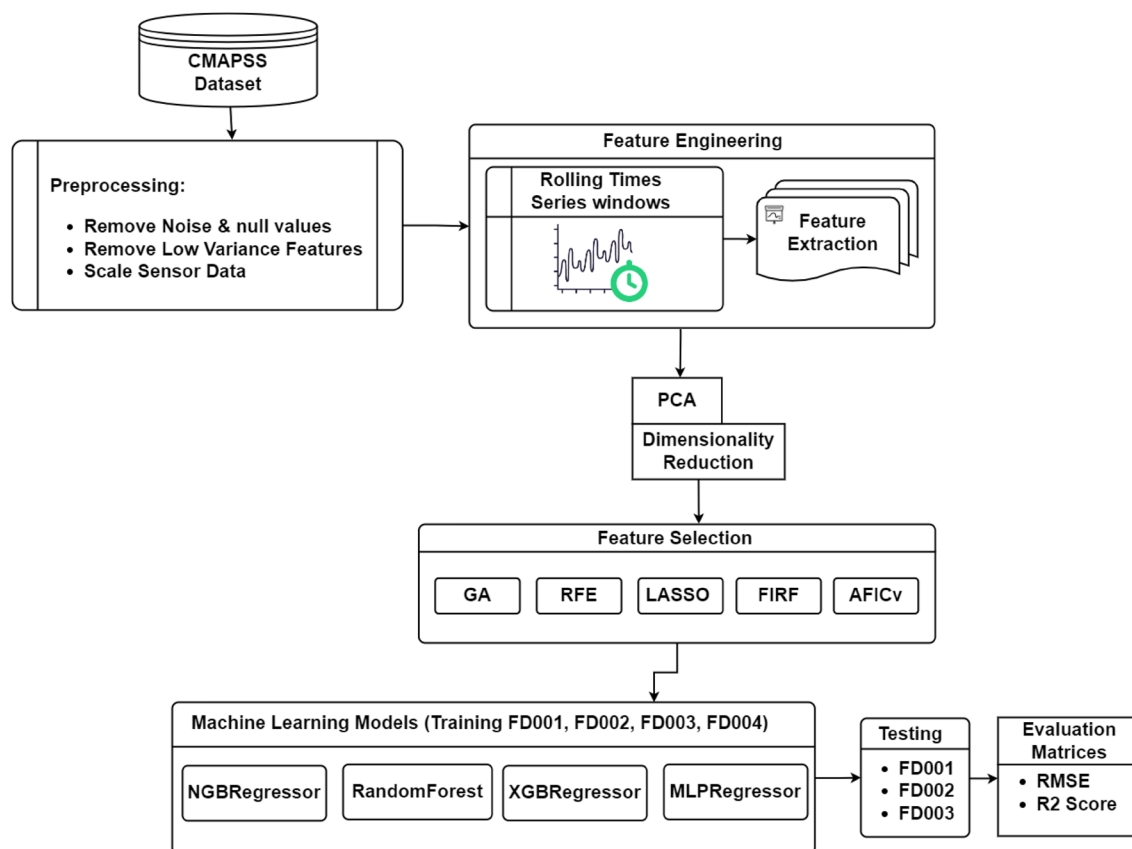 CMAPSS
Dataset
Preprocessing:
• Remove Noise & null values
• Remove Low Variance Features
• Scale Sensor Data
Feature Engineering
Rolling Times
Series windows
Feature
Extraction
PCA
Dimensionality
Reduction
Feature Selection
GA
RFE
LASSO
FIRF
AFICv
Machine Learning Models (Training FD001, FD002, FD003, FD004)
NGBRegressor
RandomForest
XGBRegressor
MLPRegressor
Testing
• FD001
• FD002
• FD003
Evaluation
Matrices
• RMSE
• R2 Score